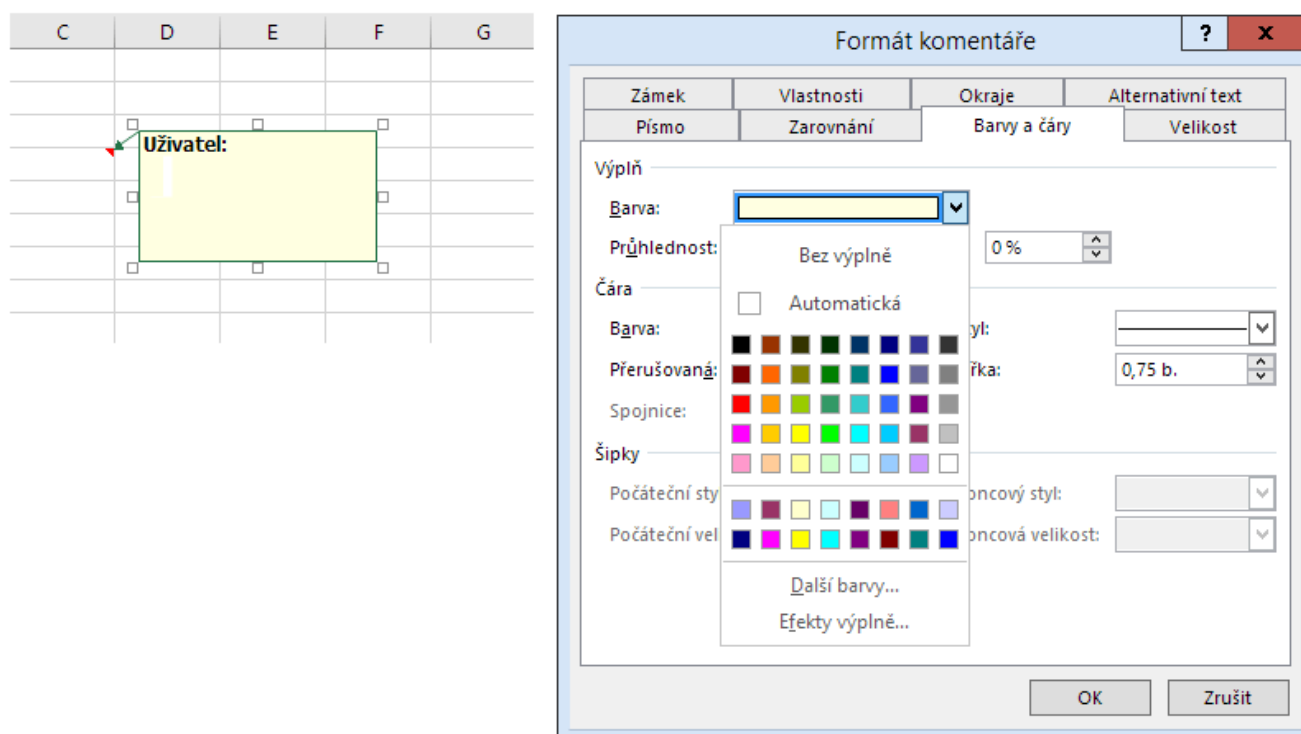 C D E F G
Uživatel:
Formát komentáře
? x
Zámek Vlastnosti Okraje Alternativní text
Písmo Zarovnání Barvy a čáry Velikost
Výplň
Barva:
Průhlednost: 0 %
Bez výplně
Čára
Automatická
Barva: yl:
Přerušovaná: řka: 0,75 b.
Spojnice:
Šipky
Počáteční sty oncový styl:
Počáteční vel oncová velikost:
Další barvy...
Efekty výplně...
OK Zrušit